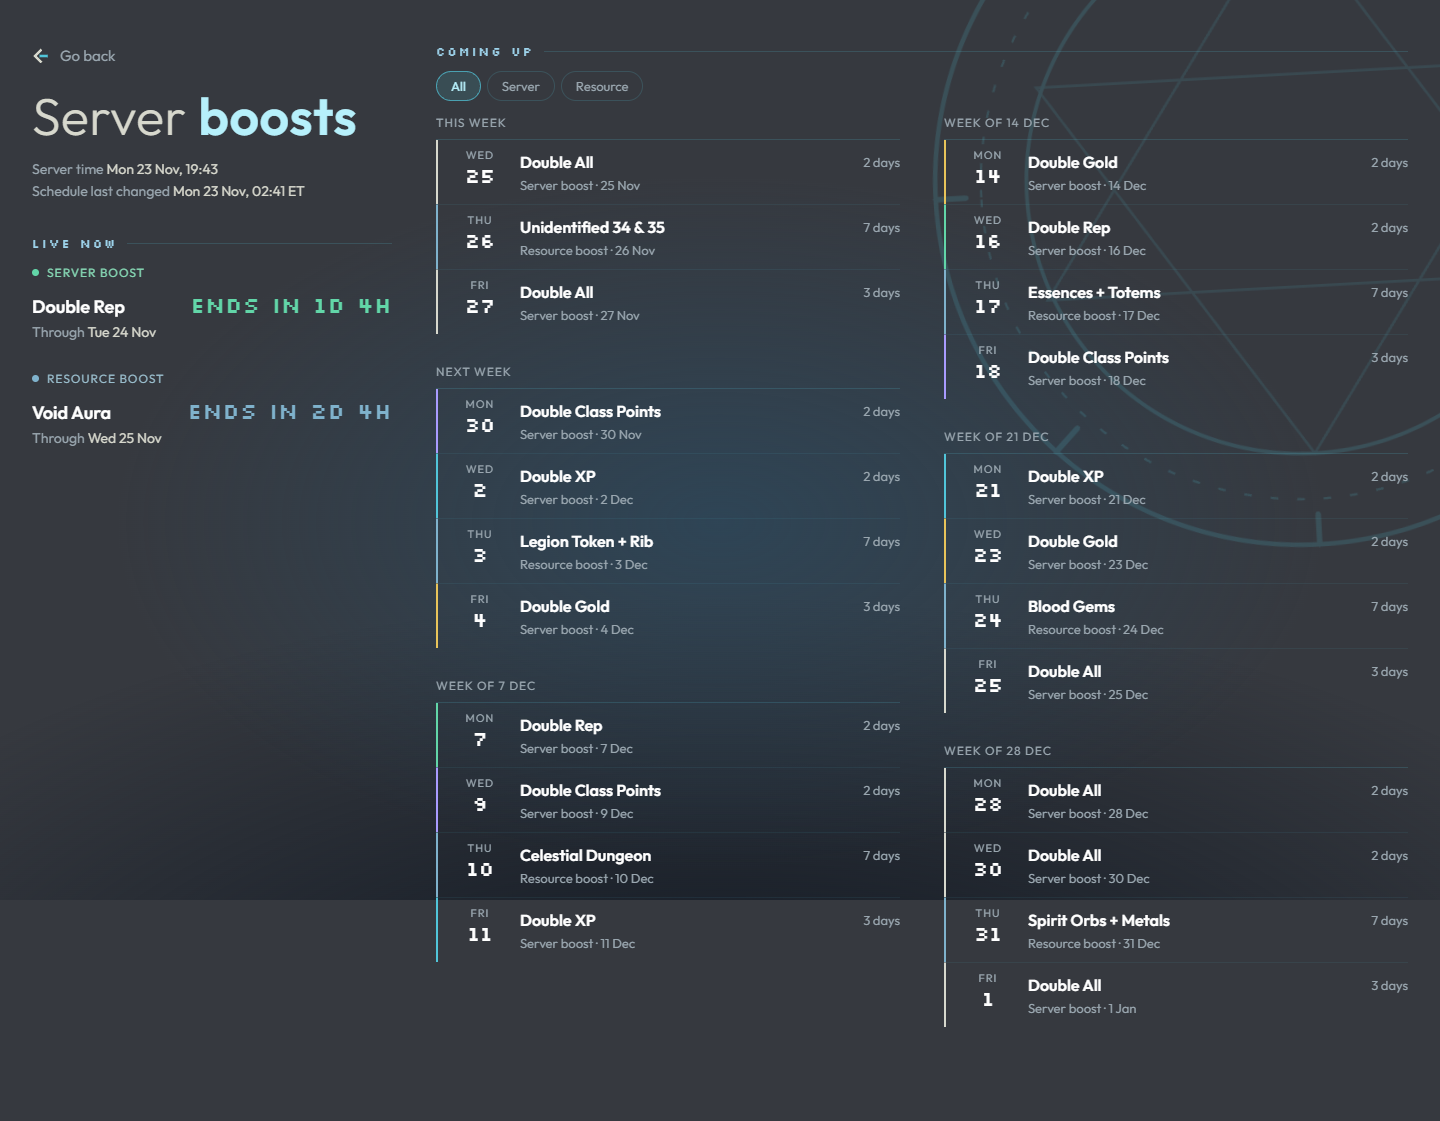 Go back
Server boosts
Server time Mon 23 Nov, 19:43
Schedule last changed Mon 23 Nov, 02:41 ET
LIVE NOW
SERVER BOOST
Double Rep ENDS IN 1D 4H
Through Tue 24 Nov
RESOURCE BOOST
Void Aura ENDS IN 2D 4H
Through Wed 25 Nov
COMING UP
All Server Resource
THIS WEEK
WED 25 Double All 2 days
Server boost · 25 Nov
THU 26 Unidentified 34 & 35 7 days
Resource boost · 26 Nov
FRI 27 Double All 3 days
Server boost · 27 Nov
NEXT WEEK
MON 30 Double Class Points 2 days
Server boost · 30 Nov
WED 2 Double XP 2 days
Server boost · 2 Dec
THU 3 Legion Token + Rib 7 days
Resource boost · 3 Dec
FRI 4 Double Gold 3 days
Server boost · 4 Dec
WEEK OF 7 DEC
MON 7 Double Rep 2 days
Server boost · 7 Dec
WED 9 Double Class Points 2 days
Server boost · 9 Dec
THU 10 Celestial Dungeon 7 days
Resource boost · 10 Dec
FRI 11 Double XP 3 days
Server boost · 11 Dec
WEEK OF 14 DEC
MON 14 Double Gold 2 days
Server boost · 14 Dec
WED 16 Double Rep 2 days
Server boost · 16 Dec
THU 17 Essences + Totems 7 days
Resource boost · 17 Dec
FRI 18 Double Class Points 3 days
Server boost · 18 Dec
WEEK OF 21 DEC
MON 21 Double XP 2 days
Server boost · 21 Dec
WED 23 Double Gold 2 days
Server boost · 23 Dec
THU 24 Blood Gems 7 days
Resource boost · 24 Dec
FRI 25 Double All 3 days
Server boost · 25 Dec
WEEK OF 28 DEC
MON 28 Double All 2 days
Server boost · 28 Dec
WED 30 Double All 2 days
Server boost · 30 Dec
THU 31 Spirit Orbs + Metals 7 days
Resource boost · 31 Dec
FRI 1 Double All 3 days
Server boost · 1 Jan